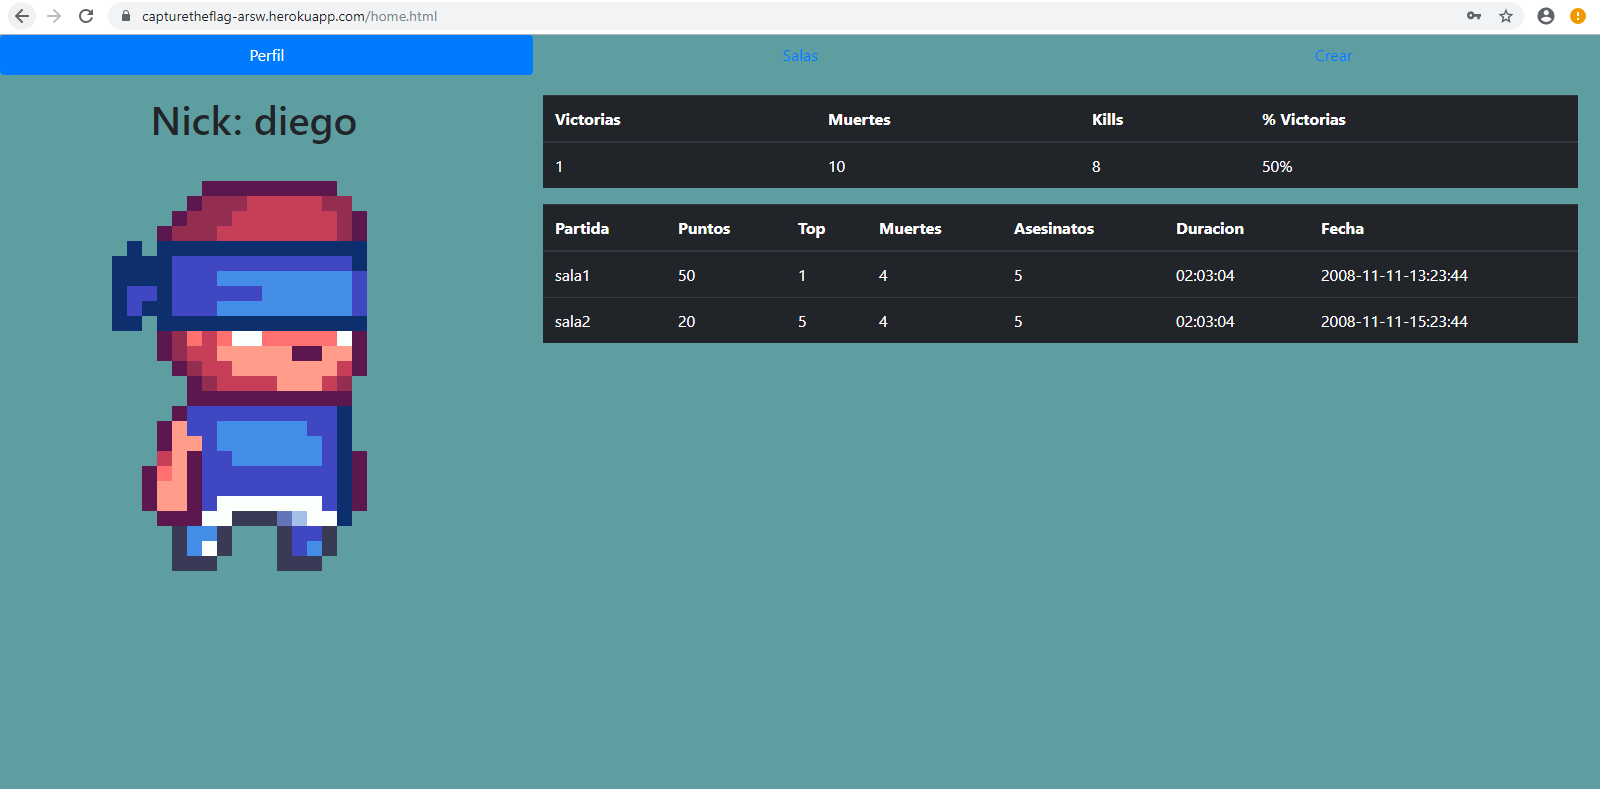 capturetheflag-arsw.herokuapp.com/home.html
Perfil Salas Crear
Nick: diego
Victorias Muertes Kills % Victorias
1 10 8 50%
Partida Puntos Top Muertes Asesinatos Duracion Fecha
sala1 50 1 4 5 02:03:04 2008-11-11-13:23:44
sala2 20 5 4 5 02:03:04 2008-11-11-15:23:44